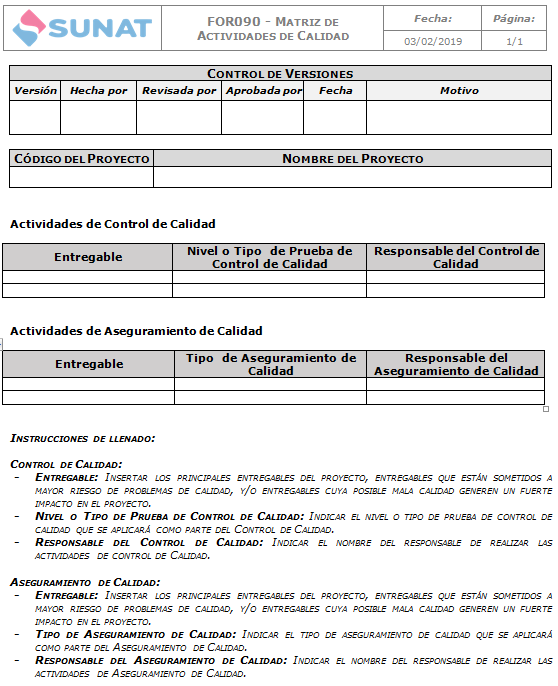 SUNAT
FOR090 - MATRIZ DE
ACTIVIDADES DE CALIDAD
Fecha:
Página:
03/02/2019
1/1
CONTROL DE VERSIONES
Versión Hecha por Revisada por Aprobada por Fecha Motivo
CÓDIGO DEL PROYECTO NOMBRE DEL PROYECTO
Actividades de Control de Calidad
Entregable
Nivel o Tipo de Prueba de
Control de Calidad
Responsable del Control de
Calidad
Actividades de Aseguramiento de Calidad
Entregable
Tipo de Aseguramiento de
Calidad
Responsable del
Aseguramiento de Calidad
INSTRUCCIONES DE LLENADO:
CONTROL DE CALIDAD:
- ENTREGABLE: INSERTAR LOS PRINCIPALES ENTREGABLES DEL PROYECTO, ENTREGABLES QUE ESTÁN SOMETIDOS A
MAYOR RIESGO DE PROBLEMAS DE CALIDAD, Y/O ENTREGABLES CUYA POSIBLE MALA CALIDAD GENEREN UN FUERTE
IMPACTO EN EL PROYECTO.
- NIVEL O TIPO DE PRUEBA DE CONTROL DE CALIDAD: INDICAR EL NIVEL O TIPO DE PRUEBA DE CONTROL DE
CALIDAD QUE SE APLICARÁ COMO PARTE DEL CONTROL DE CALIDAD.
- RESPONSABLE DEL CONTROL DE CALIDAD: INDICAR EL NOMBRE DEL RESPONSABLE DE REALIZAR LAS
ACTIVIDADES DE CONTROL DE CALIDAD.
ASEGURAMIENTO DE CALIDAD:
- ENTREGABLE: INSERTAR LOS PRINCIPALES ENTREGABLES DEL PROYECTO, ENTREGABLES QUE ESTÁN SOMETIDOS A
MAYOR RIESGO DE PROBLEMAS DE CALIDAD, Y/O ENTREGABLES CUYA POSIBLE MALA CALIDAD GENEREN UN FUERTE
IMPACTO EN EL PROYECTO.
- TIPO DE ASEGURAMIENTO DE CALIDAD: INDICAR EL TIPO DE ASEGURAMIENTO DE CALIDAD QUE SE APLICARÁ
COMO PARTE DEL ASEGURAMIENTO DE CALIDAD.
- RESPONSABLE DEL ASEGURAMIENTO DE CALIDAD: INDICAR EL NOMBRE DEL RESPONSABLE DE REALIZAR LAS
ACTIVIDADES DE ASEGURAMIENTO DE CALIDAD.